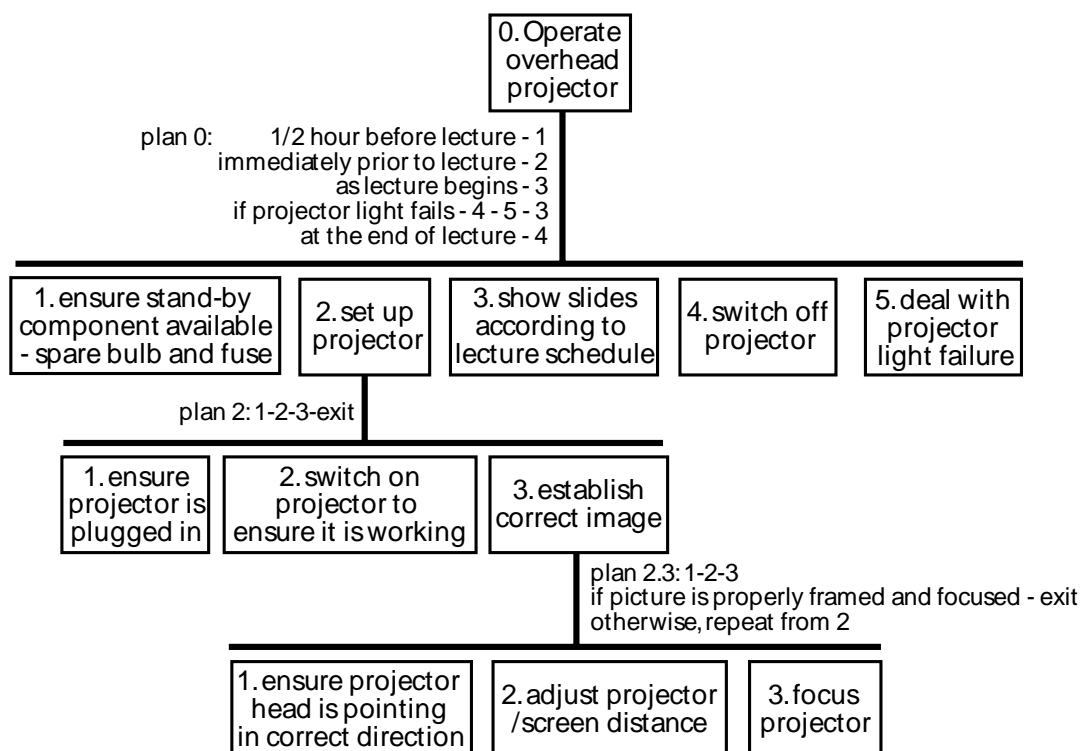 0. Operate
overhead
projector
plan 0: 1/2 hour before lecture - 1
immediately prior to lecture - 2
as lecture begins - 3
if projector light fails - 4 - 5 - 3
at the end of lecture - 4
1. ensure stand-by
component available
- spare bulb and fuse
2. set up
projector
3. show slides
according to
lecture schedule
4. switch off
projector
5. deal with
projector
light failure
plan 2: 1-2-3-exit
1. ensure
projector is
plugged in
2. switch on
projector to
ensure it is working
3. establish
correct image
plan 2.3: 1-2-3
if picture is properly framed and focused - exit
otherwise, repeat from 2
1. ensure projector
head is pointing
in correct direction
2. adjust projector
/screen distance
3. focus
projector